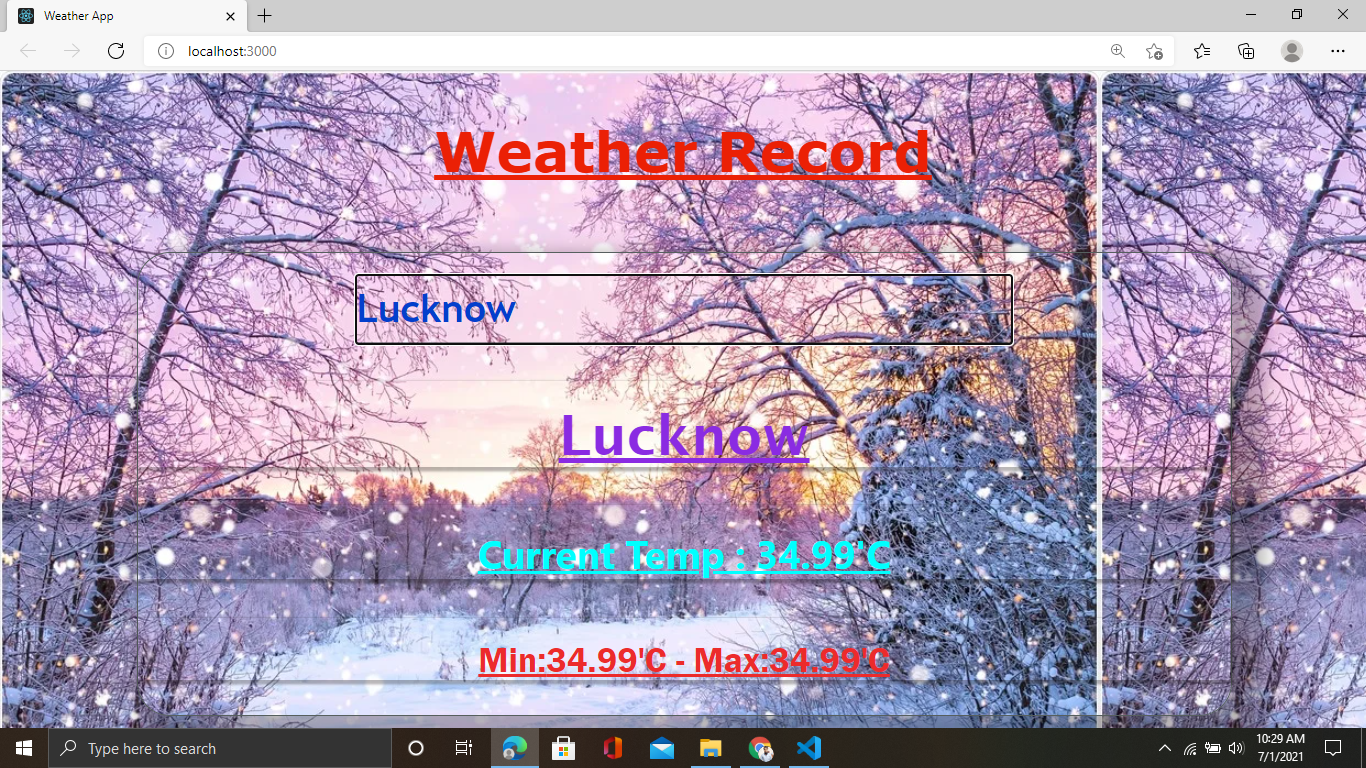 Weather App
localhost:3000
Weather Record
Lucknow
Lucknow
Current Temp : 34.99'C
Min:34.99'C - Max:34.99'C
Type here to search
10:29 AM
7/1/2021